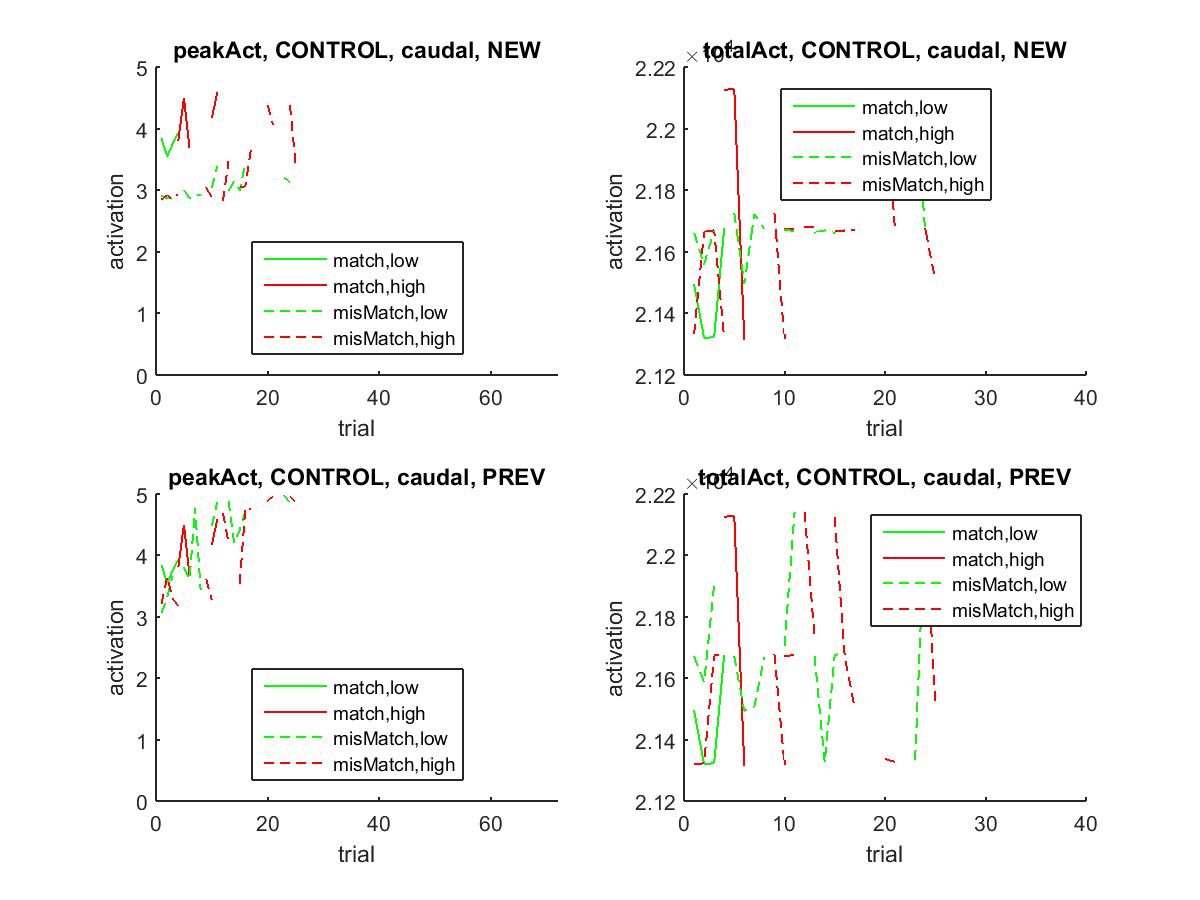 peakAct, CONTROL, caudal, NEW
5
4
3
2
1
0
activation
match,low
match,high
misMatch,low
misMatch,high
0 20 40 60
trial
totalAct, CONTROL, caudal, NEW
×10⁴
2.22
2.2
2.18
2.16
2.14
2.12
activation
match,low
match,high
misMatch,low
misMatch,high
0 10 20 30 40
trial
peakAct, CONTROL, caudal, PREV
5
4
3
2
1
0
activation
match,low
match,high
misMatch,low
misMatch,high
0 20 40 60
trial
totalAct, CONTROL, caudal, PREV
×10⁴
2.22
2.2
2.18
2.16
2.14
2.12
activation
match,low
match,high
misMatch,low
misMatch,high
0 10 20 30 40
trial